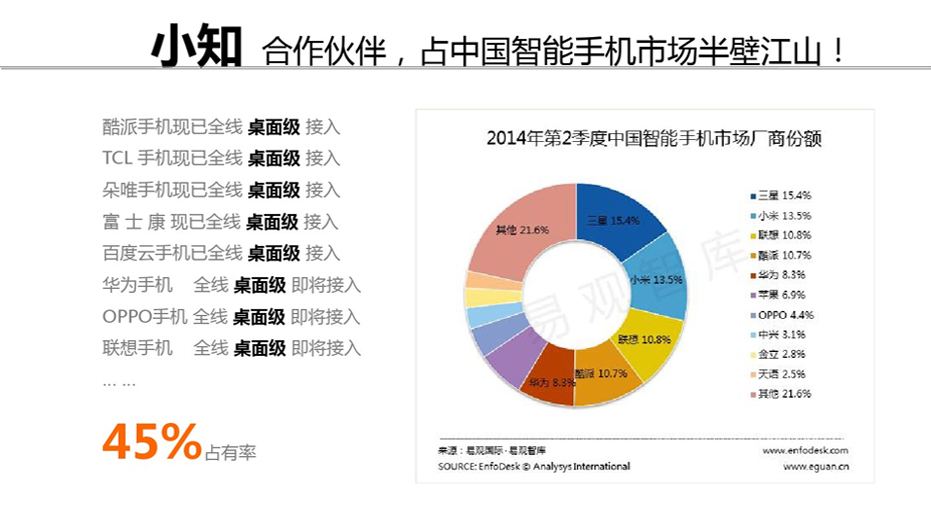 小知 合作伙伴，占中国智能手机市场半壁江山！
酷派手机现已全线 桌面级 接入
TCL 手机现已全线 桌面级 接入
朵唯手机现已全线 桌面级 接入
富 士 康 现已全线 桌面级 接入
百度云手机已全线 桌面级 接入
华为手机 全线 桌面级 即将接入
OPPO手机 全线 桌面级 即将接入
联想手机 全线 桌面级 即将接入
... ...
45% 占有率
2014年第2季度中国智能手机市场厂商份额
三星 15.4%
小米 13.5%
联想 10.8%
酷派 10.7%
华为 8.3%
其他 21.6%
易观智库
三星 15.4%
小米 13.5%
联想 10.8%
酷派 10.7%
华为 8.3%
苹果 6.9%
OPPO 4.4%
中兴 3.1%
金立 2.8%
天语 2.5%
其他 21.6%
来源：易观国际·易观智库
www.enfodesk.com
SOURCE: EnfoDesk © Analysys International
www.eguan.cn